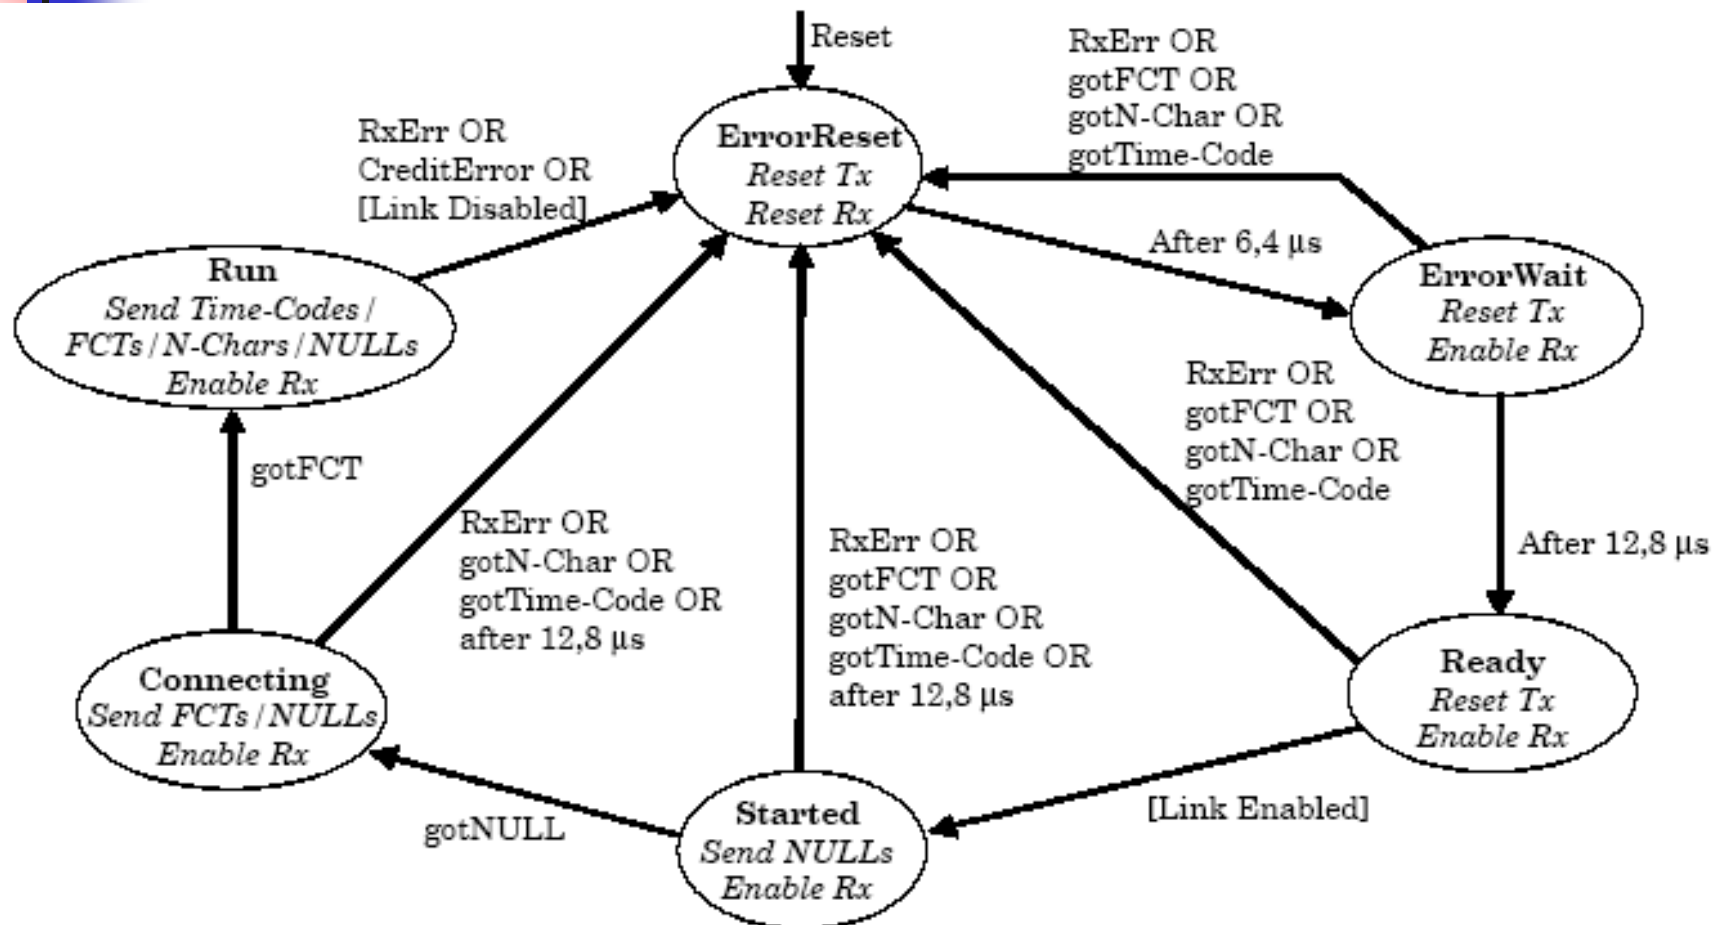 Reset
RxErr OR
gotFCT OR
gotN-Char OR
gotTime-Code
ErrorReset
Reset Tx
Reset Rx
RxErr OR
CreditError OR
[Link Disabled]
After 6,4 µs
Run
Send Time-Codes/
FCTs/N-Chars/NULLs
Enable Rx
ErrorWait
Reset Tx
Enable Rx
RxErr OR
gotFCT OR
gotN-Char OR
gotTime-Code
gotFCT
RxErr OR
gotN-Char OR
gotTime-Code OR
after 12,8 µs
RxErr OR
gotFCT OR
gotN-Char OR
gotTime-Code OR
after 12,8 µs
After 12,8 µs
Connecting
Send FCTs/NULLs
Enable Rx
Ready
Reset Tx
Enable Rx
gotNULL
[Link Enabled]
Started
Send NULLs
Enable Rx